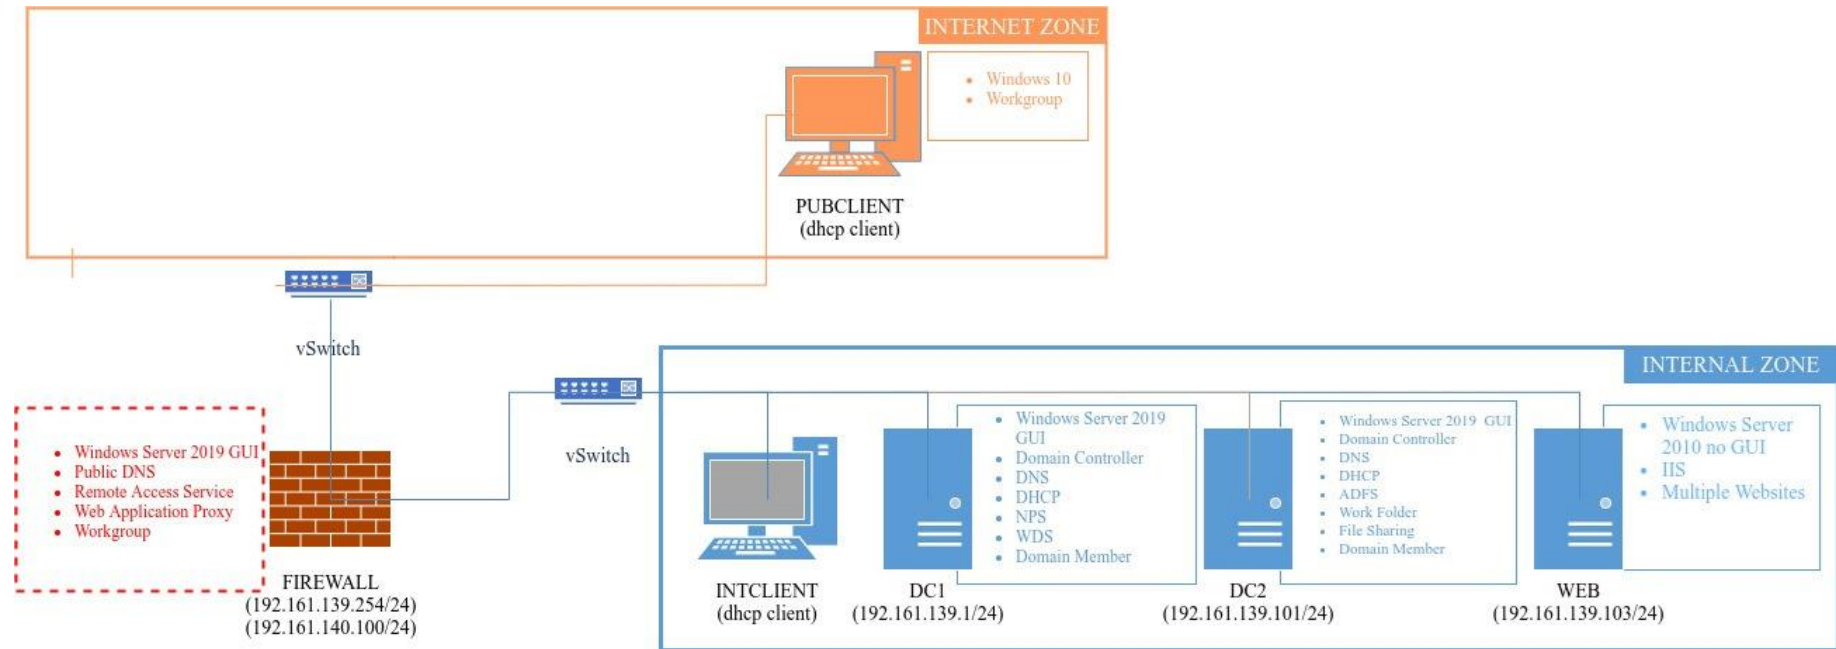 INTERNET ZONE
Windows 10
Workgroup
PUBCLIENT
(dhcp client)
vSwitch
INTERNAL ZONE
vSwitch
Windows Server 2019 GUI
Public DNS
Remote Access Service
Web Application Proxy
Workgroup
FIREWALL
(192.161.139.254/24)
(192.161.140.100/24)
INTCLIENT
(dhcp client)
Windows Server 2019
GUI
Domain Controller
DNS
DHCP
NPS
WDS
Domain Member
DC1
(192.161.139.1/24)
Windows Server 2019 GUI
Domain Controller
DNS
DHCP
ADFS
Work Folder
File Sharing
Domain Member
DC2
(192.161.139.101/24)
Windows Server
2010 no GUI
IIS
Multiple Websites
WEB
(192.161.139.103/24)